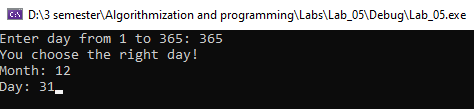 D:\3 semester\Algorithmization and programming\Labs\Lab_05\Debug\Lab_05.exe
Enter day from 1 to 365: 365
You choose the right day!
Month: 12
Day: 31